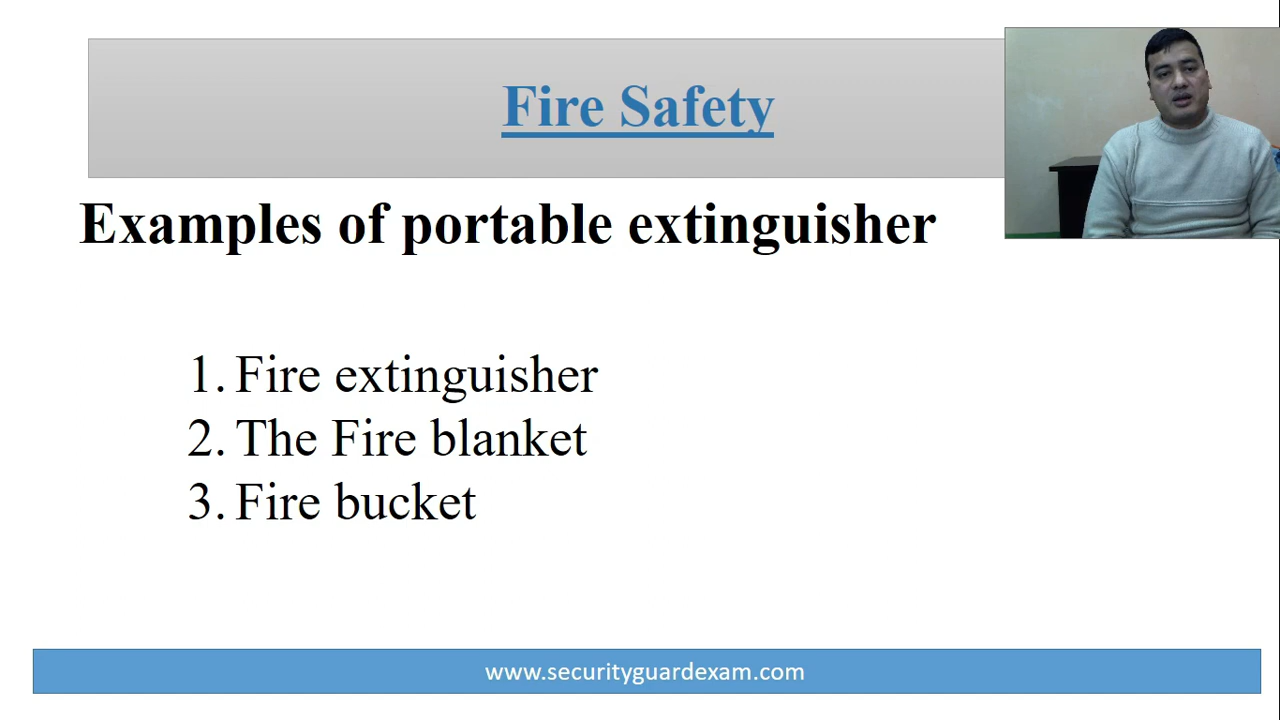 Fire Safety
Examples of portable extinguisher
1. Fire extinguisher
2. The Fire blanket
3. Fire bucket
www.securityguardexam.com